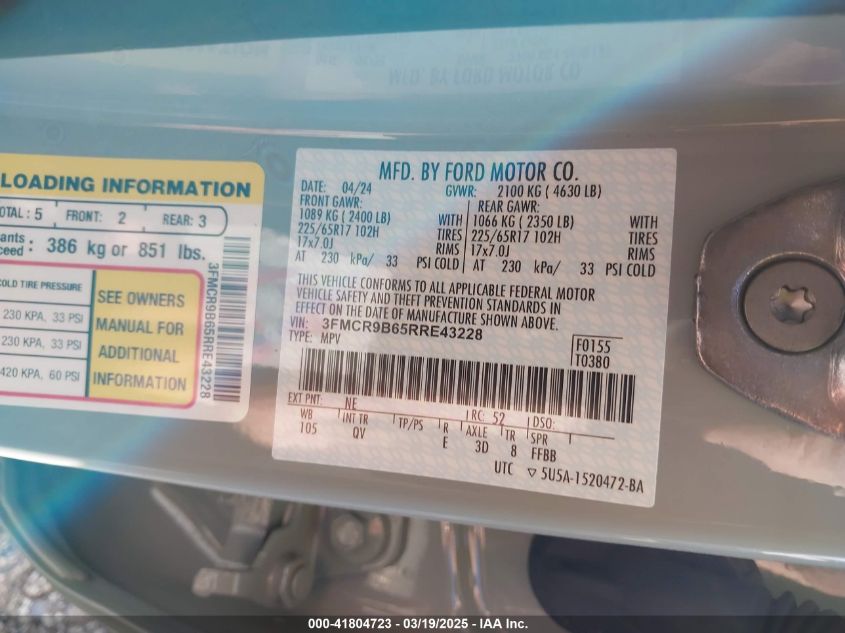 LOADING INFORMATION
TOTAL: 5 FRONT: 2 REAR: 3
386 kg or 851 lbs.
COLD TIRE PRESSURE
230 KPA, 33 PSI
230 KPA, 33 PSI
420 KPA, 60 PSI
SEE OWNERS
MANUAL FOR
ADDITIONAL
INFORMATION
3FMCR9B65RRE43228
MFD. BY FORD MOTOR CO.
DATE: 04/24 GVWR: 2100 KG ( 4630 LB)
FRONT GAWR: REAR GAWR:
1089 KG ( 2400 LB) WITH 1066 KG ( 2350 LB) WITH
225/65R17 102H TIRES 225/65R17 102H TIRES
17x7.0J RIMS 17x7.0J RIMS
AT 230 kPa/ 33 PSI COLD AT 230 kPa/ 33 PSI COLD
THIS VEHICLE CONFORMS TO ALL APPLICABLE FEDERAL MOTOR
VEHICLE SAFETY AND THEFT PREVENTION STANDARDS IN
EFFECT ON THE DATE OF MANUFACTURE SHOWN ABOVE.
VIN: 3FMCR9B65RRE43228
TYPE: MPV
F0155
T0380
EXT PNT: NE RC: 52 DSO:
WB INT TR TP/PS R AXLE TR SPR
105 QV E 3D 8 FFBB
UTC ▽ 5U5A-1520472-BA
000-41804723 / 03/19/2025 / IAA Inc.